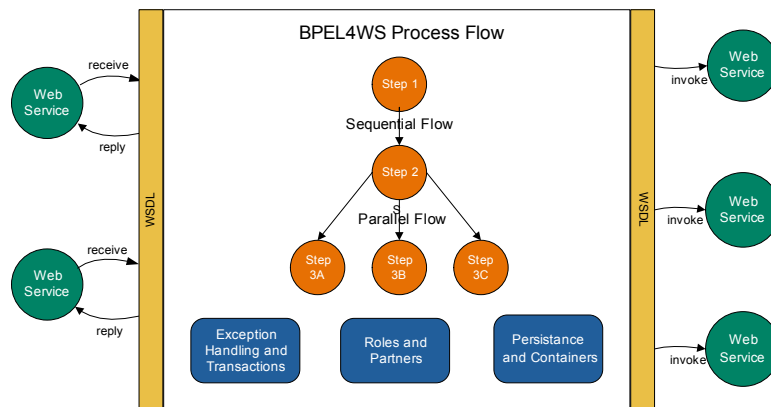 BPEL4WS Process Flow
receive
Web
Service
reply
receive
Web
Service
reply
WSDL
Step 1
Sequential Flow
Step 2
s
Parallel Flow
Step
3A
Step
3B
Step
3C
Exception
Handling and
Transactions
Roles and
Partners
Persistance
and Containers
WSDL
Web
Service
invoke
Web
Service
invoke
Web
Service
invoke